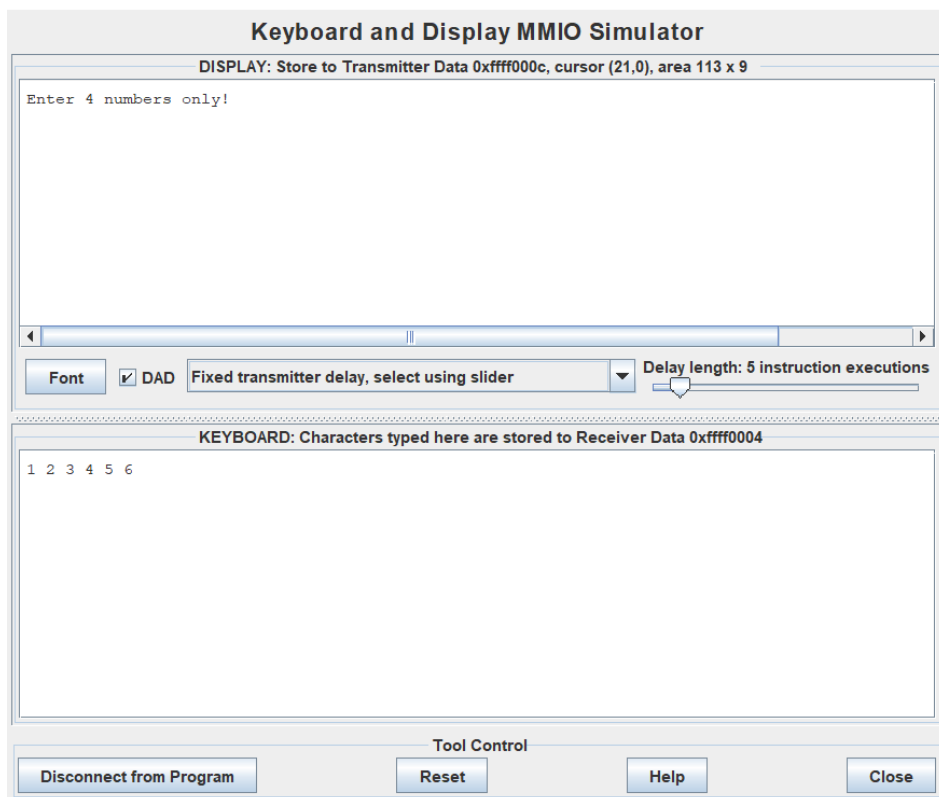 Keyboard and Display MMIO Simulator
DISPLAY: Store to Transmitter Data 0xffff000c, cursor (21,0), area 113 x 9
Enter 4 numbers only!
Font
DAD
Fixed transmitter delay, select using slider
Delay length: 5 instruction executions
KEYBOARD: Characters typed here are stored to Receiver Data 0xffff0004
1 2 3 4 5 6
Tool Control
Disconnect from Program
Reset
Help
Close